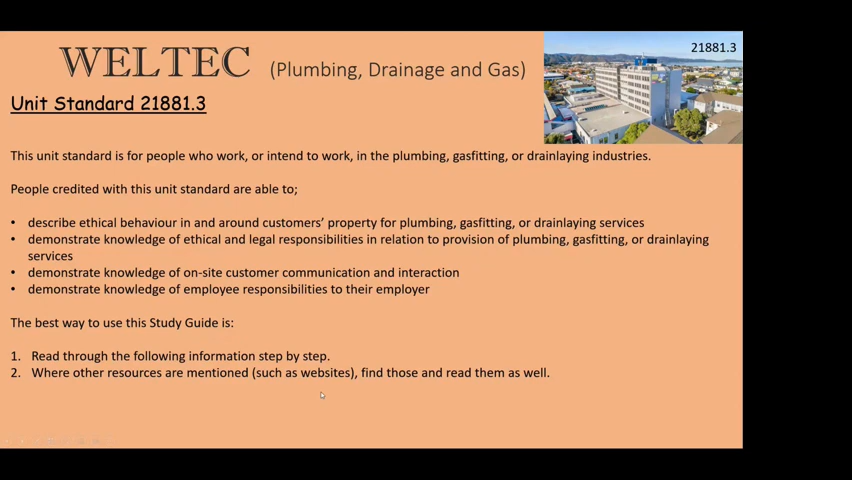 21881.3
WELTEC (Plumbing, Drainage and Gas)
Unit Standard 21881.3
This unit standard is for people who work, or intend to work, in the plumbing, gasfitting, or drainlaying industries.
People credited with this unit standard are able to;
• describe ethical behaviour in and around customers' property for plumbing, gasfitting, or drainlaying services
• demonstrate knowledge of ethical and legal responsibilities in relation to provision of plumbing, gasfitting, or drainlaying
services
• demonstrate knowledge of on-site customer communication and interaction
• demonstrate knowledge of employee responsibilities to their employer
The best way to use this Study Guide is:
1. Read through the following information step by step.
2. Where other resources are mentioned (such as websites), find those and read them as well.